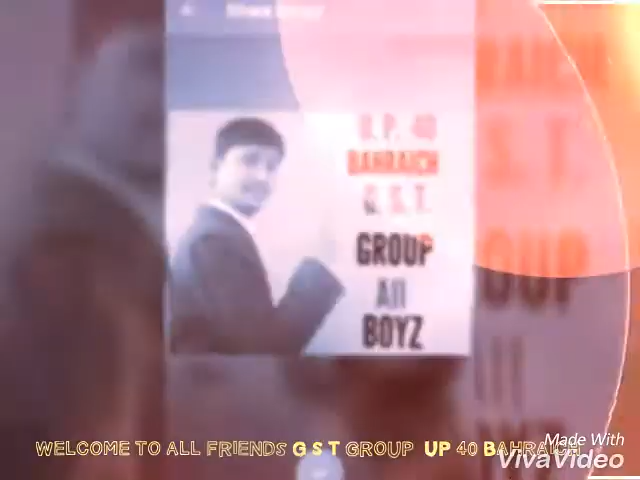 U. P. 40
BAHRAICH
G. S. T.
GROUP
All
BOYZ
WELCOME TO ALL FRIENDS G S T GROUP UP 40 BAHRAICH
Made With
VivaVideo